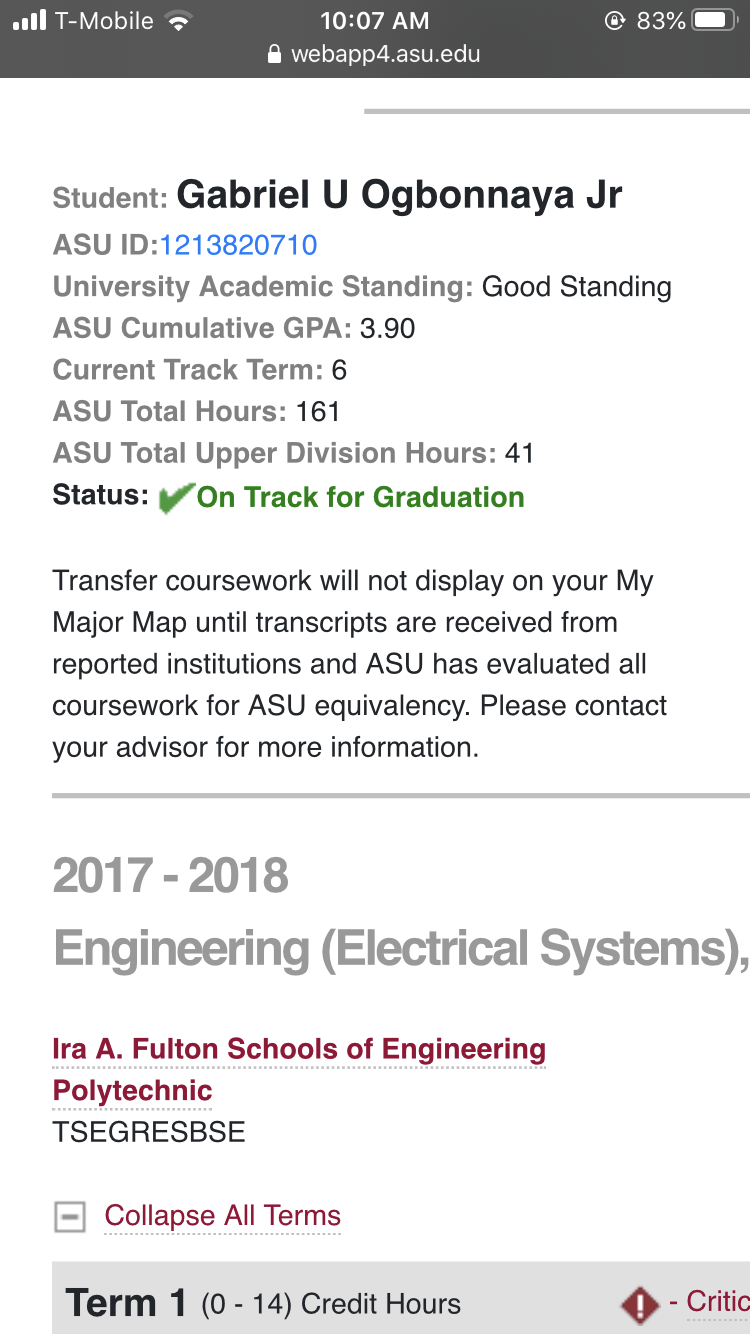 T-Mobile 10:07 AM 83%
webapp4.asu.edu
Student: Gabriel U Ogbonnaya Jr
ASU ID:1213820710
University Academic Standing: Good Standing
ASU Cumulative GPA: 3.90
Current Track Term: 6
ASU Total Hours: 161
ASU Total Upper Division Hours: 41
Status: On Track for Graduation
Transfer coursework will not display on your My
Major Map until transcripts are received from
reported institutions and ASU has evaluated all
coursework for ASU equivalency. Please contact
your advisor for more information.
2017 - 2018
Engineering (Electrical Systems),
Ira A. Fulton Schools of Engineering
Polytechnic
TSEGRESBSE
Collapse All Terms
Term 1 (0 - 14) Credit Hours - Critic